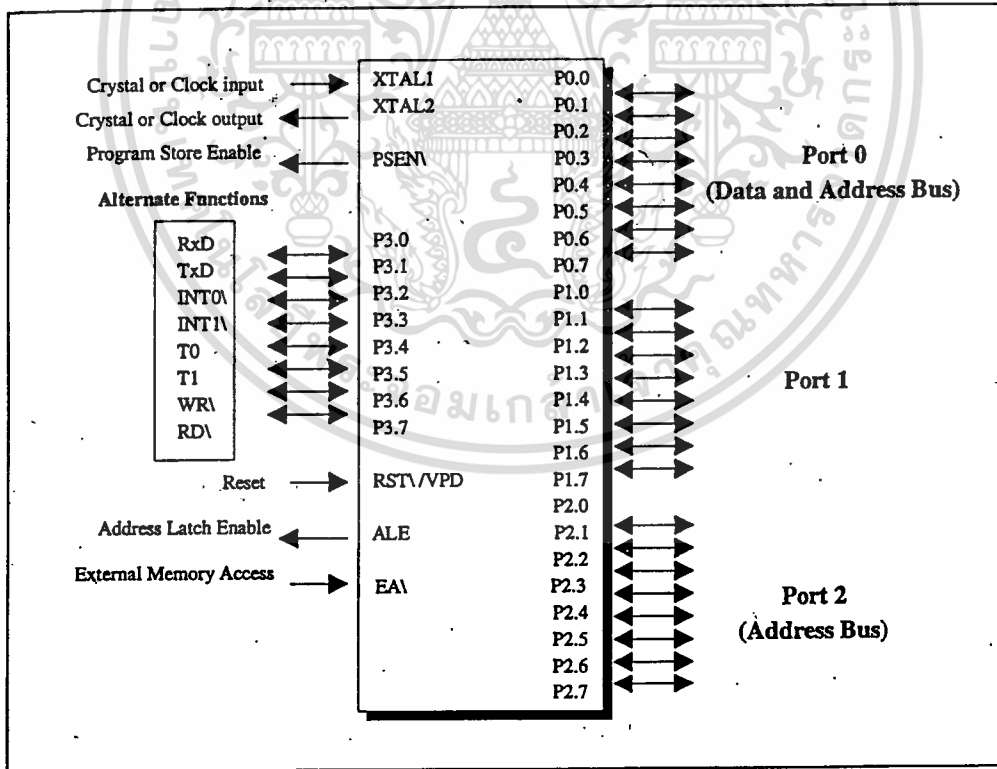 Crystal or Clock input
Crystal or Clock output
Program Store Enable
Alternate Functions
RxD
TxD
INT0\
INT1\
T0
T1
WR\
RD\
Reset
Address Latch Enable
External Memory Access
XTAL1
XTAL2
PSEN\
P3.0
P3.1
P3.2
P3.3
P3.4
P3.5
P3.6
P3.7
RST\/VPD
ALE
EA\
P0.0
P0.1
P0.2
P0.3
P0.4
P0.5
P0.6
P0.7
P1.0
P1.1
P1.2
P1.3
P1.4
P1.5
P1.6
P1.7
P2.0
P2.1
P2.2
P2.3
P2.4
P2.5
P2.6
P2.7
Port 0
(Data and Address Bus)
Port 1
Port 2
(Address Bus)